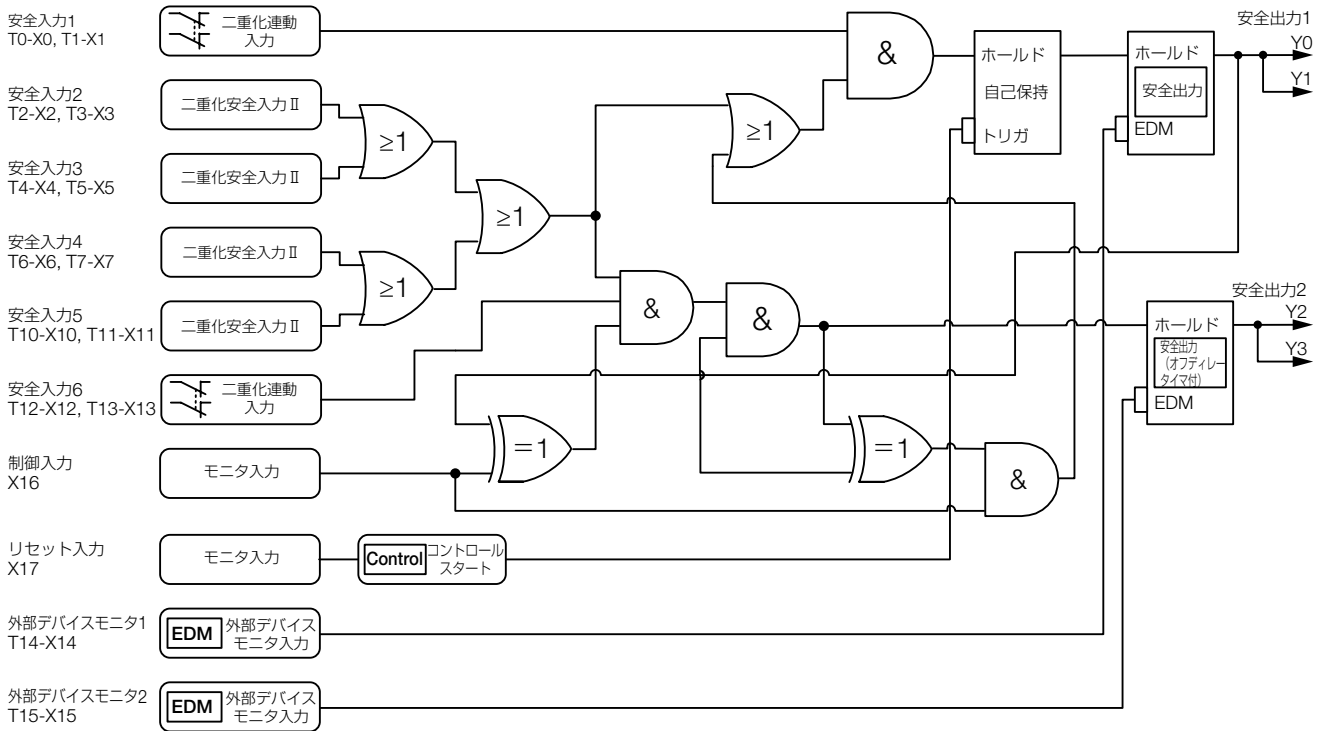 安全入力1
T0-X0, T1-X1
二重化連動
入力
安全入力2
T2-X2, T3-X3
二重化安全入力Ⅱ
安全入力3
T4-X4, T5-X5
二重化安全入力Ⅱ
安全入力4
T6-X6, T7-X7
二重化安全入力Ⅱ
安全入力5
T10-X10, T11-X11
二重化安全入力Ⅱ
安全入力6
T12-X12, T13-X13
二重化連動
入力
制御入力
X16
モニタ入力
リセット入力
X17
モニタ入力
Control
コントロール
スタート
外部デバイスモニタ1
T14-X14
EDM
外部デバイス
モニタ入力
外部デバイスモニタ2
T15-X15
EDM
外部デバイス
モニタ入力
≥1
≥1
≥1
≥1
&
&
&
=1
=1
&
ホールド
自己保持
トリガ
ホールド
安全出力
EDM
安全出力1
Y0
Y1
ホールド
安全出力
(オフディレー
タイマ付)
EDM
安全出力2
Y2
Y3